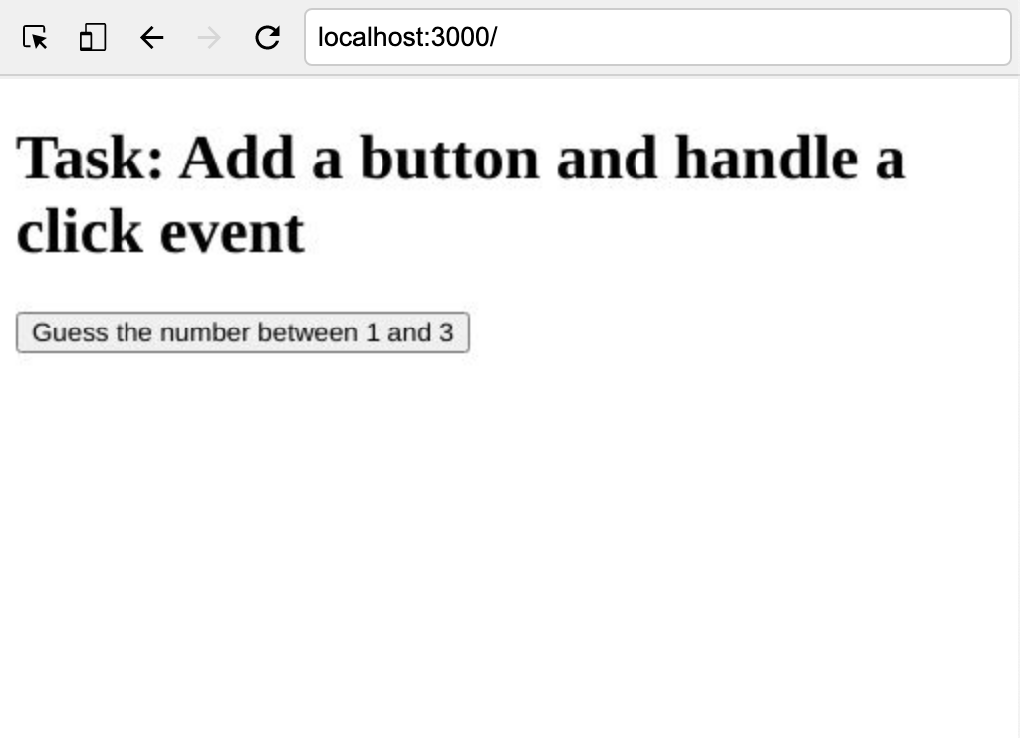 localhost:3000/
Task: Add a button and handle a
click event
Guess the number between 1 and 3